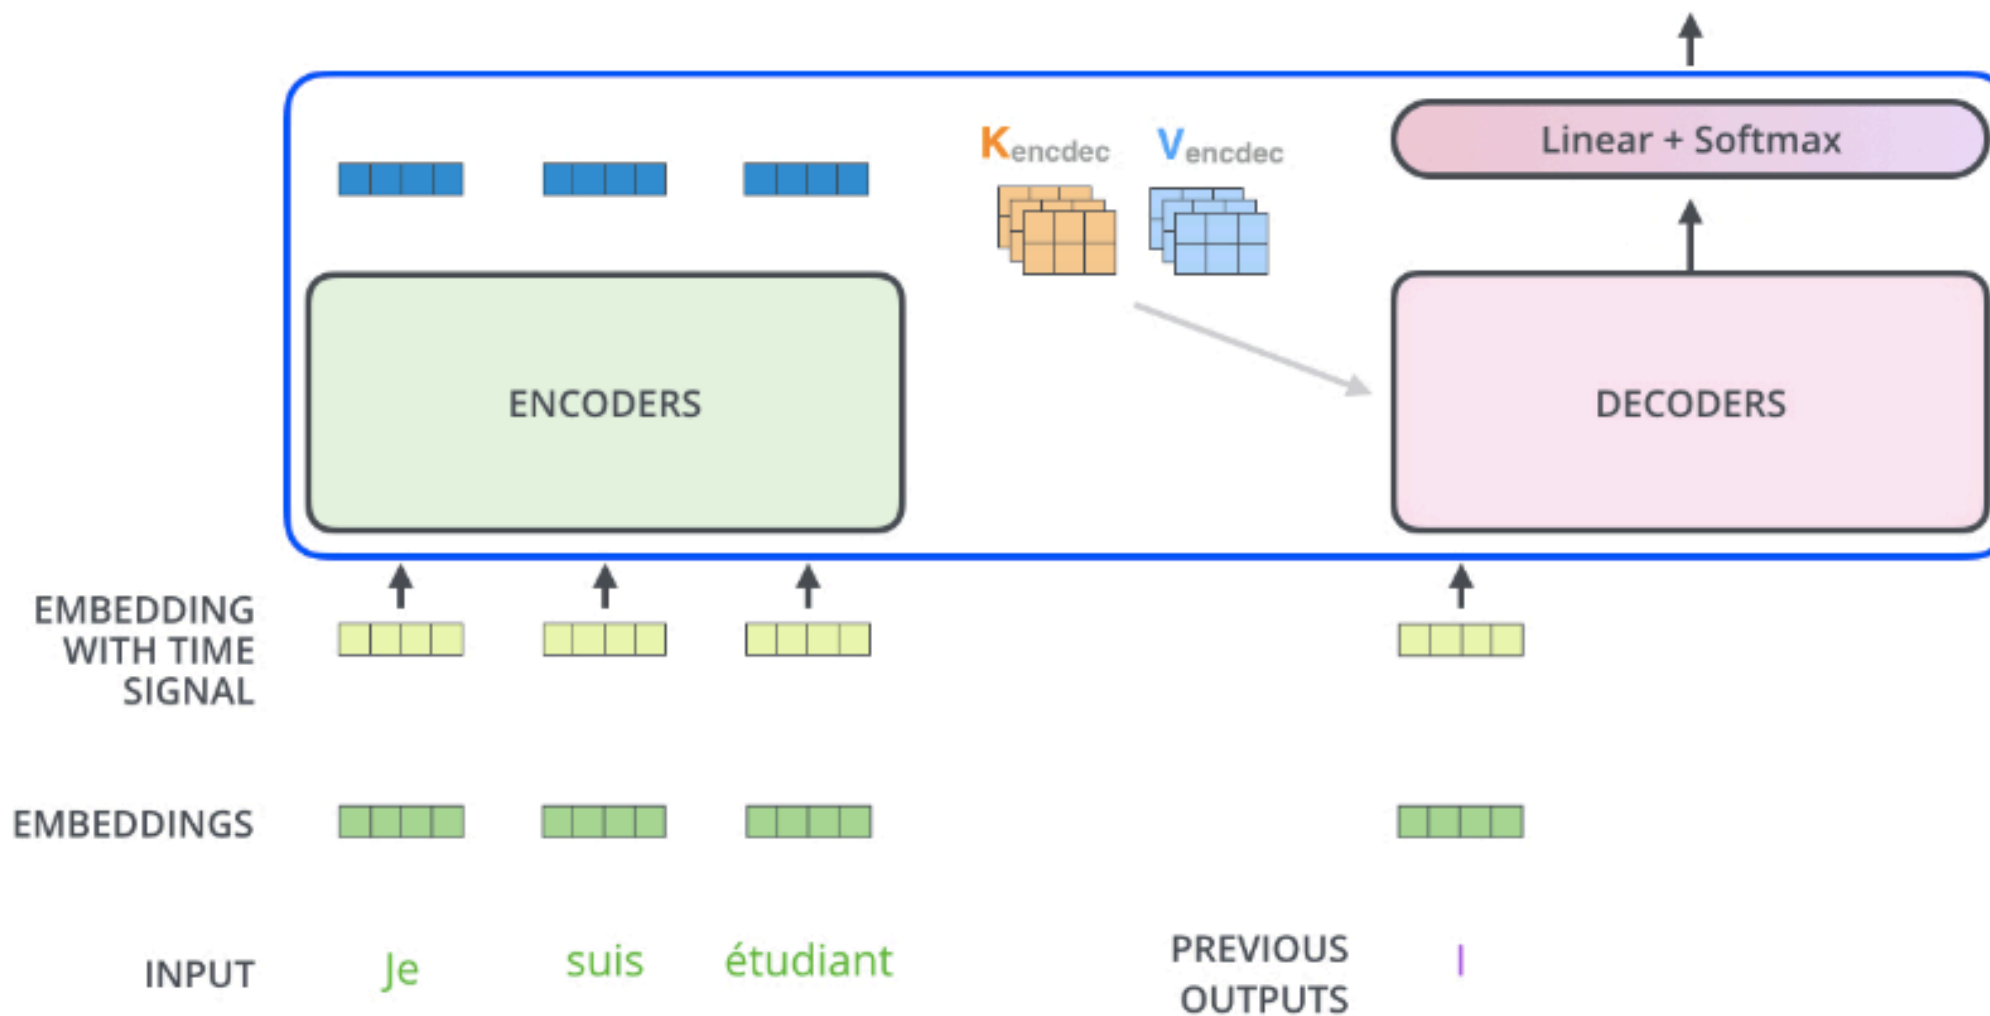 Kencdec Vencdec
Linear + Softmax
ENCODERS
DECODERS
EMBEDDING
WITH TIME
SIGNAL
EMBEDDINGS
INPUT Je suis étudiant
PREVIOUS
OUTPUTS
I